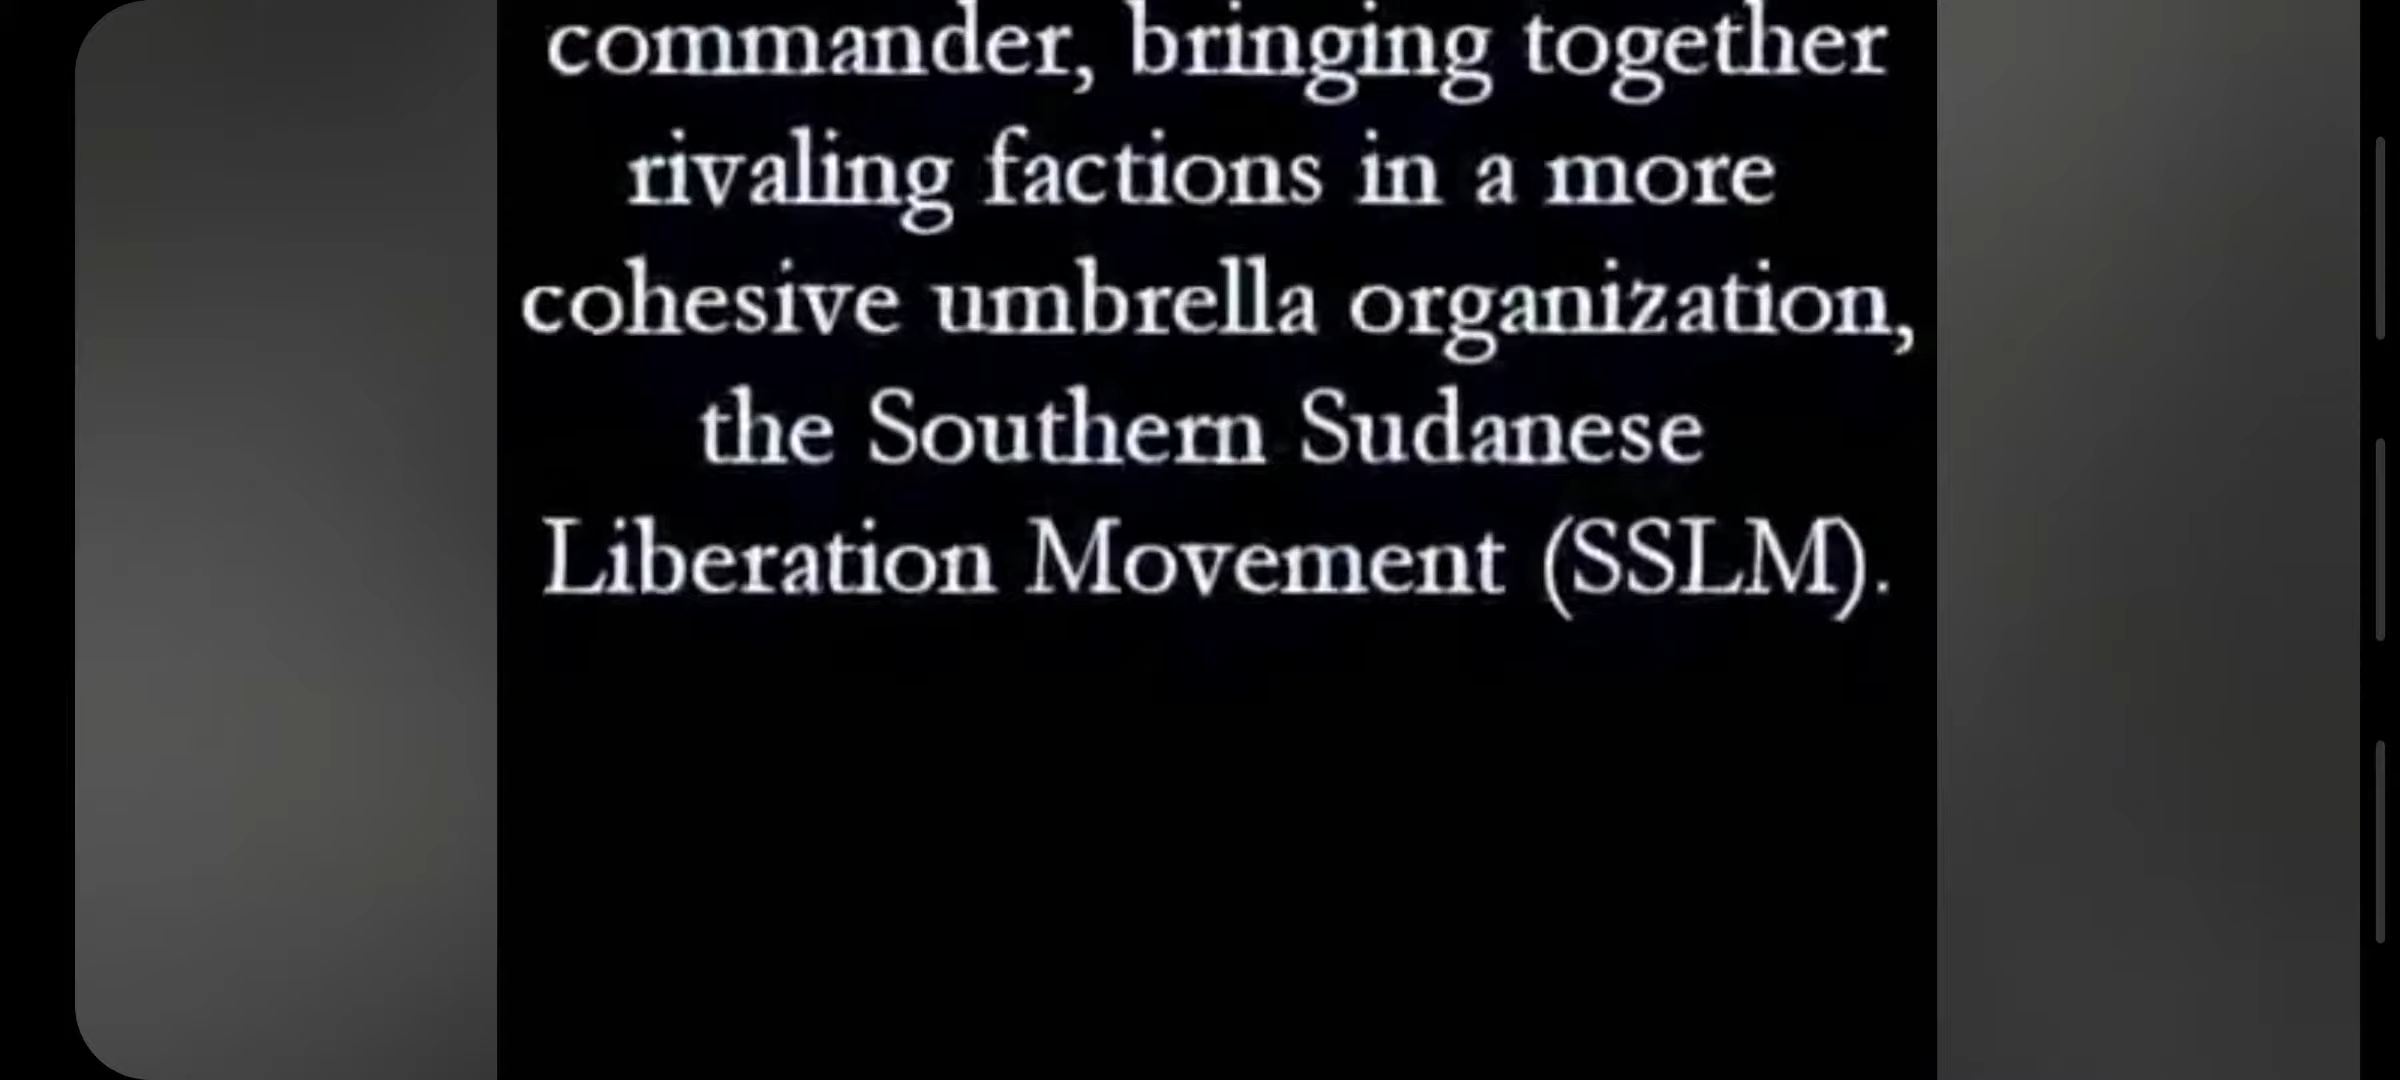 commander, bringing together
rivaling factions in a more
cohesive umbrella organization,
the Southern Sudanese
Liberation Movement (SSLM).